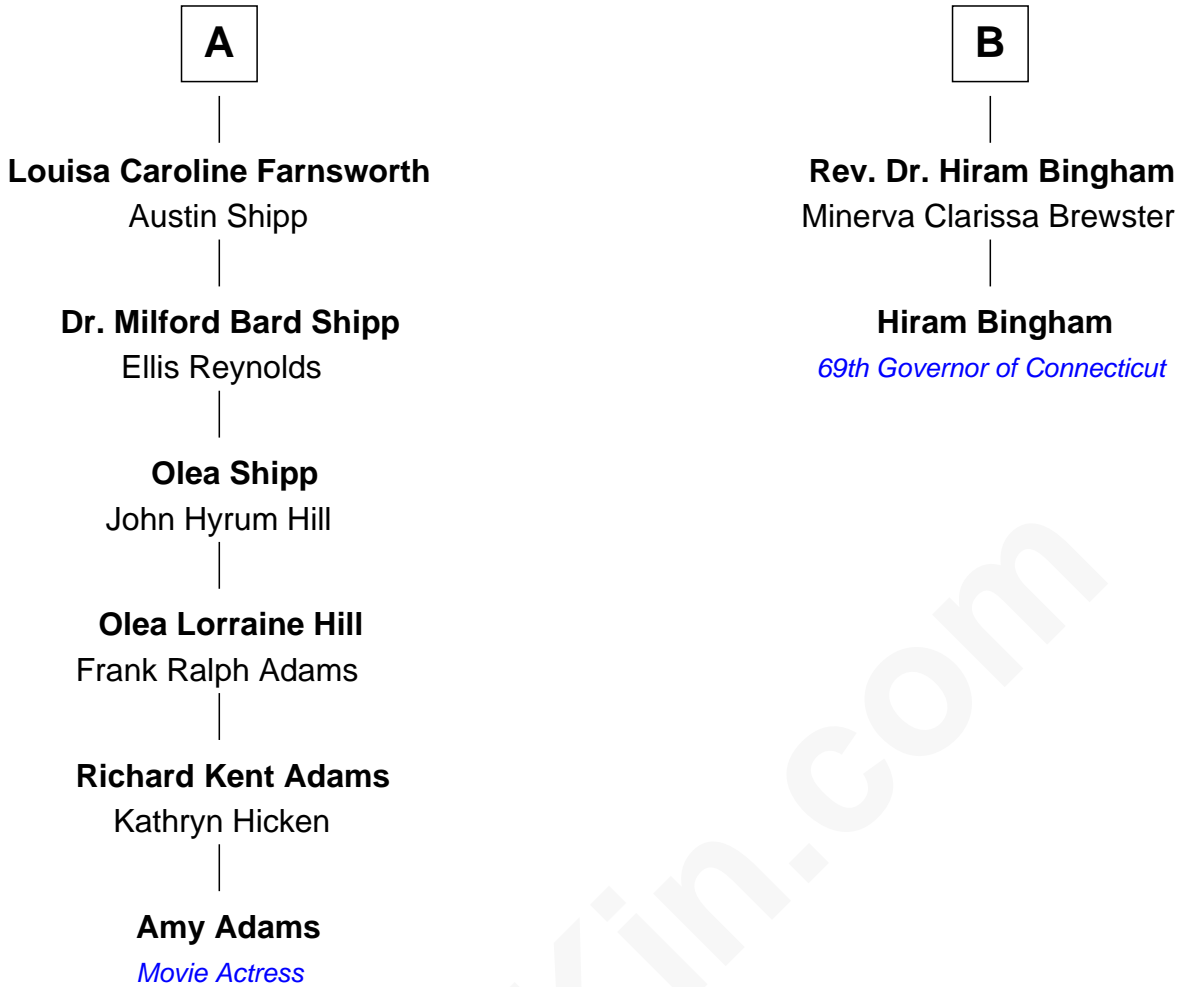 A
Louisa Caroline Farnsworth
Austin Shipp
Dr. Milford Bard Shipp
Ellis Reynolds
Olea Shipp
John Hyrum Hill
Olea Lorraine Hill
Frank Ralph Adams
Richard Kent Adams
Kathryn Hicken
Amy Adams
Movie Actress
B
Rev. Dr. Hiram Bingham
Minerva Clarissa Brewster
Hiram Bingham
69th Governor of Connecticut
Kin.com